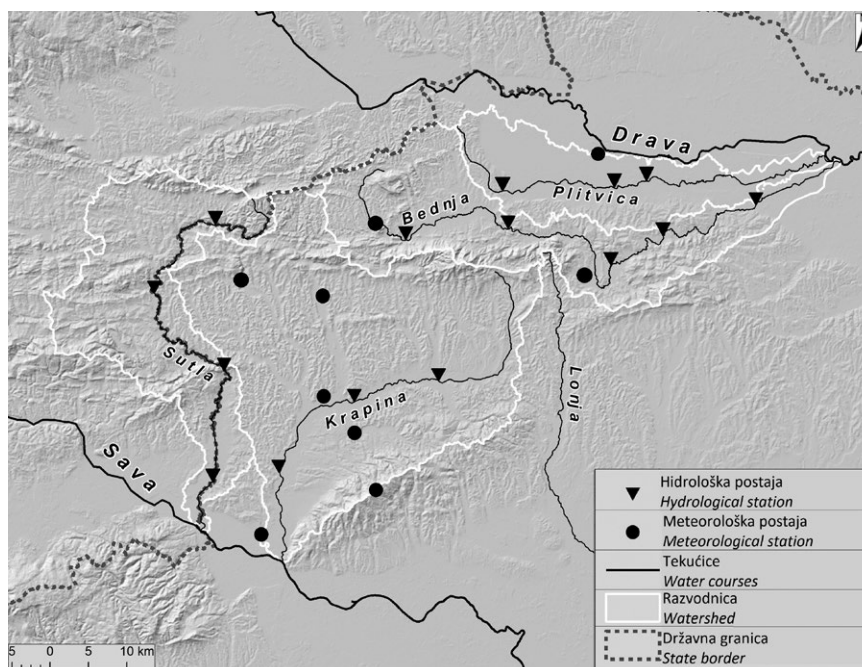 Drava
Plitvica
Bednja
Sutla
Krapina
Lonja
Sava
Hidrološka postaja
Hydrological station
Meteorološka postaja
Meteorological station
Tekućice
Water courses
Razvodnica
Watershed
Državna granica
State border
5 0 5 10 km